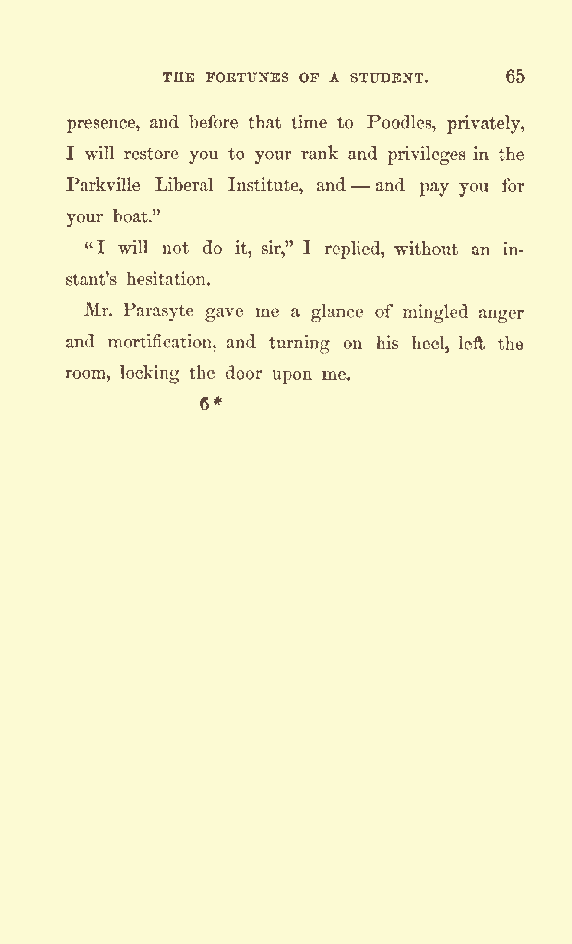 THE FORTUNES OF A STUDENT. 65
presence, and before that time to Poodles, privately,
I will restore you to your rank and privileges in the
Parkville Liberal Institute, and — and pay you for
your boat.”
“I will not do it, sir,” I replied, without an in-
stant’s hesitation.
Mr. Parasyte gave me a glance of mingled anger
and mortification, and turning on his heel, left the
room, locking the door upon me.
6*